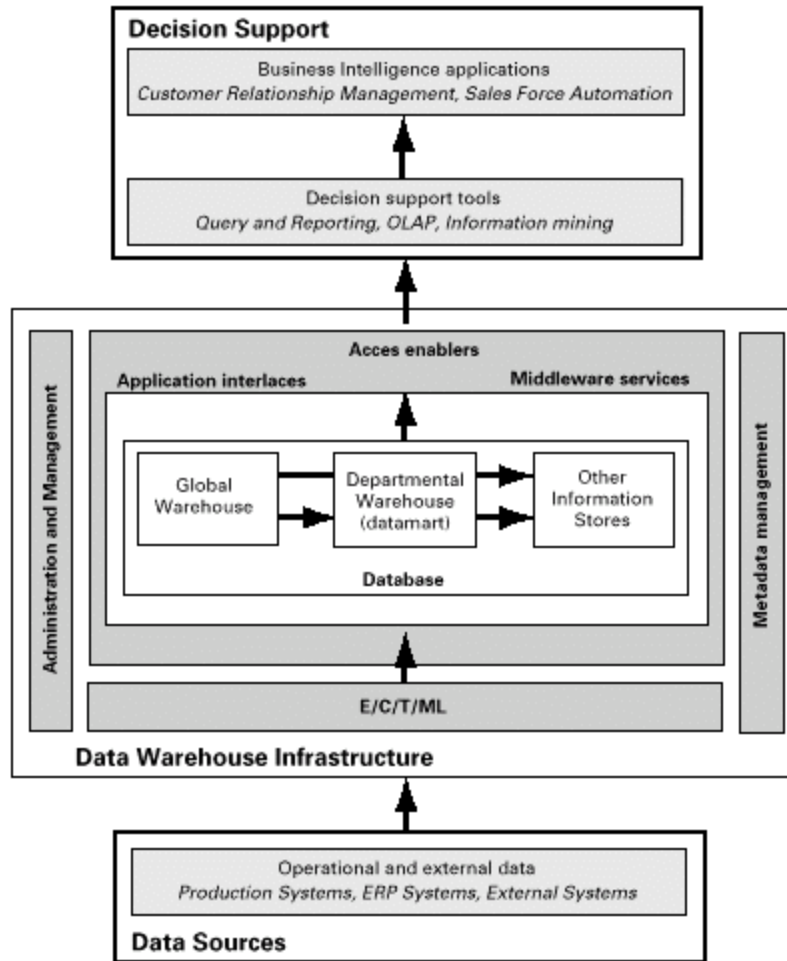 Decision Support
Business Intelligence applications
Customer Relationship Management, Sales Force Automation
Decision support tools
Query and Reporting, OLAP, Information mining
Administration and Management
Acces enablers
Application interlaces
Middleware services
Global
Warehouse
Departmental
Warehouse
(datamart)
Other
Information
Stores
Database
Metadata management
E/C/T/ML
Data Warehouse Infrastructure
Operational and external data
Production Systems, ERP Systems, External Systems
Data Sources